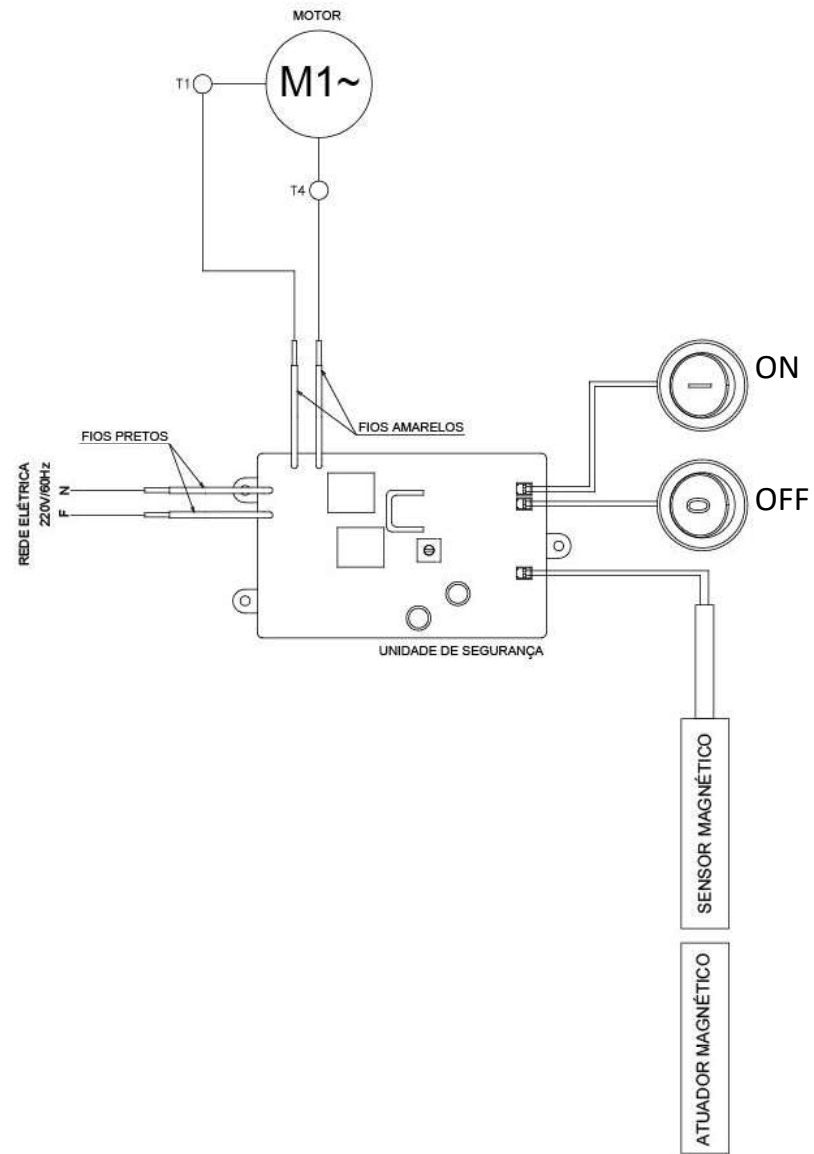 MOTOR
M1~
T1
T4
ON
FIOS AMARELOS
FIOS PRETOS
REDE ELÉTRICA
220V/60Hz
N
F
OFF
UNIDADE DE SEGURANÇA
SENSOR MAGNÉTICO
ATUADOR MAGNÉTICO